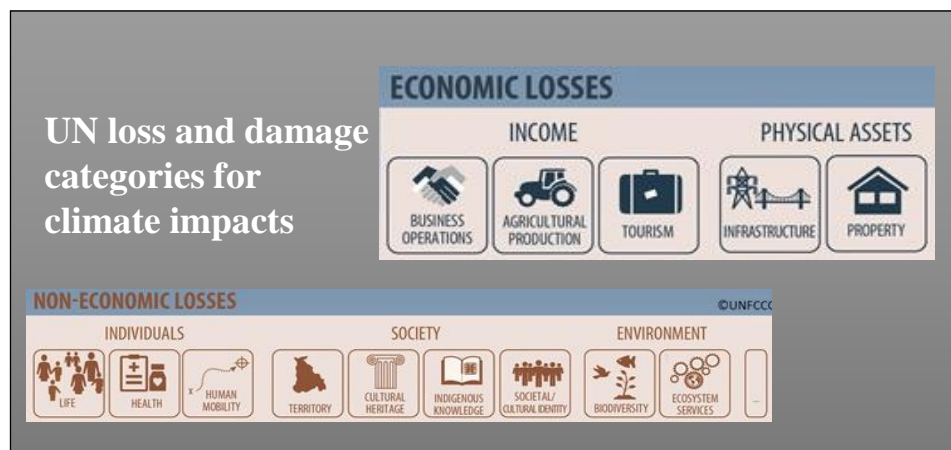 UN loss and damage
categories for
climate impacts
ECONOMIC LOSSES
INCOME
PHYSICAL ASSETS
BUSINESS
OPERATIONS
AGRICULTURAL
PRODUCTION
TOURISM
INFRASTRUCTURE
PROPERTY
NON-ECONOMIC LOSSES
©UNFCCC
INDIVIDUALS
SOCIETY
ENVIRONMENT
LIFE
HEALTH
x
HUMAN
MOBILITY
TERRITORY
CULTURAL
HERITAGE
INDIGENOUS
KNOWLEDGE
SOCIETAL/
CULTURAL IDENTITY
BIODIVERSITY
ECOSYSTEM
SERVICES
...